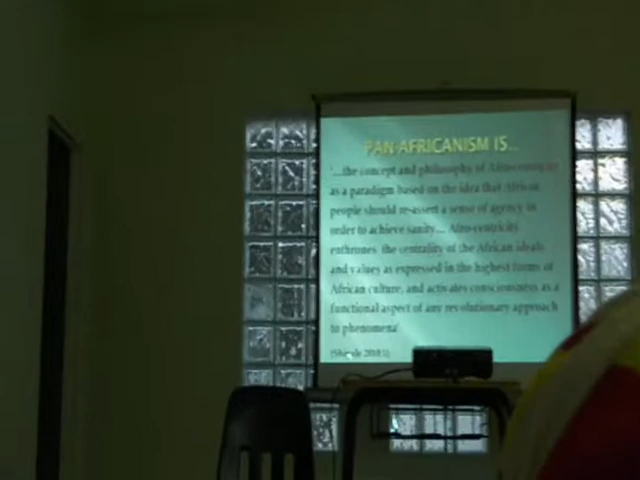 PAN-AFRICANISM IS...
'...the concept and philosophy of Afro-centricity
as a paradigm based on the idea that African
people should re-assert a sense of agency in
order to achieve sanity... Afro-centricity
enthrones the centrality of the African ideals
and values as expressed in the highest forms of
African culture, and activates consciousness as a
functional aspect of any revolutionary approach
to phenomena'